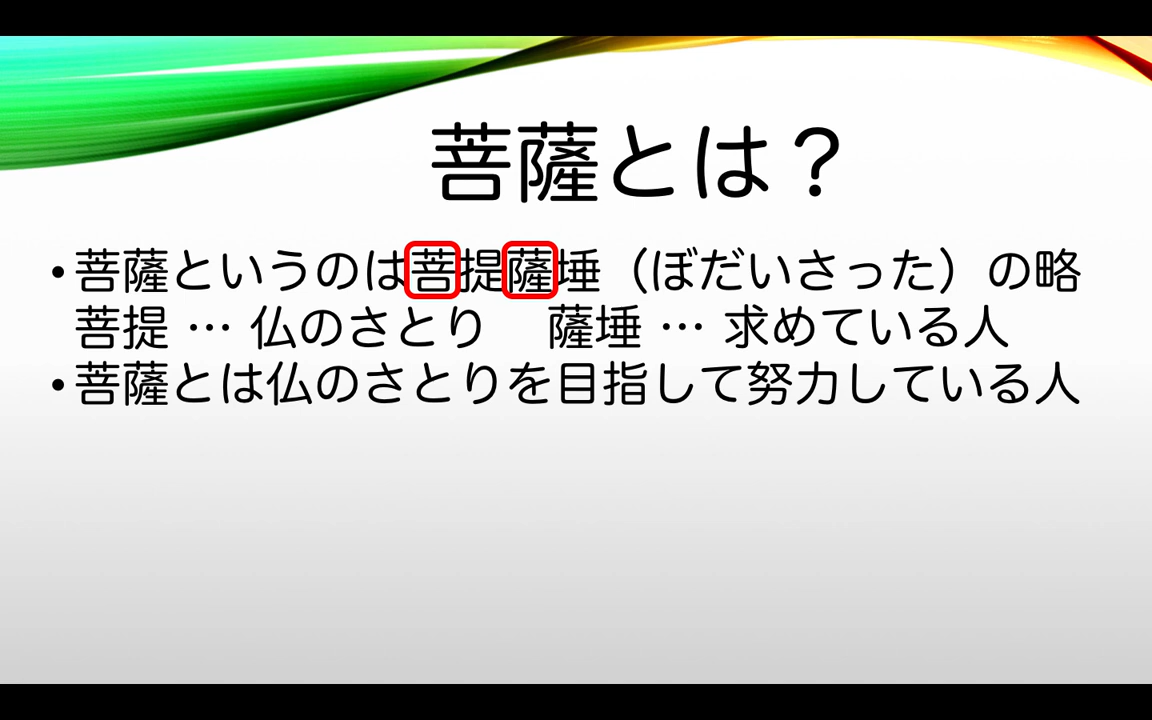 菩薩とは？
•菩薩というのは菩提薩埵（ぼだいさった）の略
菩提 … 仏のさとり　薩埵 … 求めている人
•菩薩とは仏のさとりを目指して努力している人